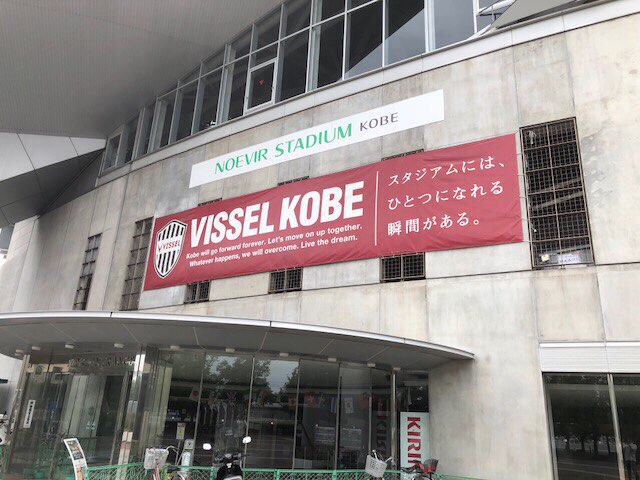 NOEVIR STADIUM KOBE
VISSEL
VISSEL KOBE
Kobe will go forward forever. Let's move on up together.
Whatever happens, we will overcome. Live the dream.
スタジアムには、
ひとつになれる
瞬間がある。
KIRIN